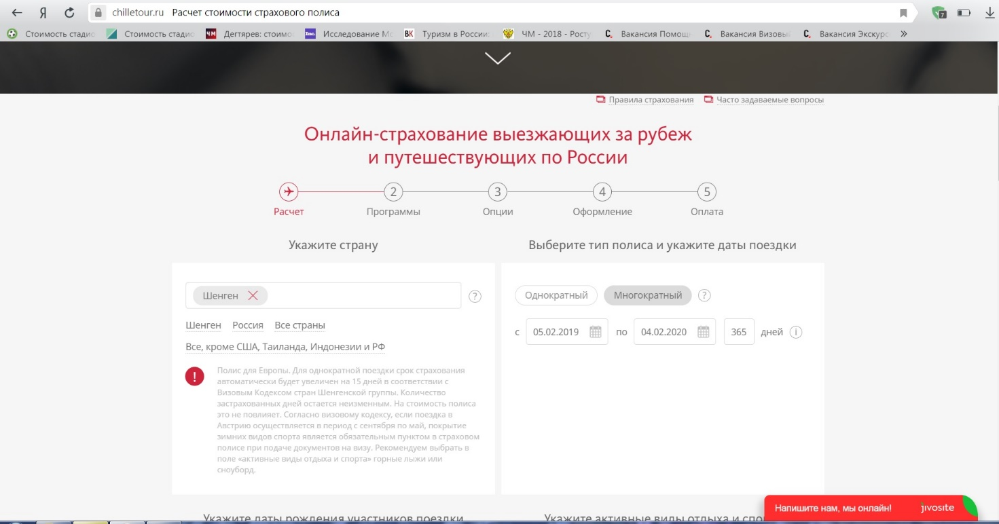 Я chilletour.ru Расчет стоимости страхового полиса 7
Стоимость стадис Стоимость стадис ЧМ Дегтярев: стоимо Inc. Исследование Мс ВК Туризм в России: ЧМ - 2018 - Росту С. Вакансия Помощн С. Вакансия Визовый С. Вакансия Экскурс »
Правила страхования Часто задаваемые вопросы
Онлайн-страхование выезжающих за рубеж
и путешествующих по России
2 3 4 5
Расчет Программы Опции Оформление Оплата
Укажите страну Выберите тип полиса и укажите даты поездки
Шенген ? Однократный Многократный ?
Шенген Россия Все страны с 05.02.2019 по 04.02.2020 365 дней i
Все, кроме США, Таиланда, Индонезии и РФ
! Полис для Европы. Для однократной поездки срок страхования
автоматически будет увеличен на 15 дней в соответствии с
Визовым Кодексом стран Шенгенской группы. Количество
застрахованных дней остается неизменным. На стоимость полиса
это не повлияет. Согласно визовому кодексу, если поездка в
Австрию осуществляется в период с сентября по май, покрытие
зимних видов спорта является обязательным пунктом в страховом
полисе при подаче документов на визу. Рекомендуем выбрать в
поле «активные виды отдыха и спорта» горные лыжи или
сноуборд.
Напишите нам, мы онлайн! jivosite
Укажите даты рождения участников поездки Укажите активные виды отдыха и спо